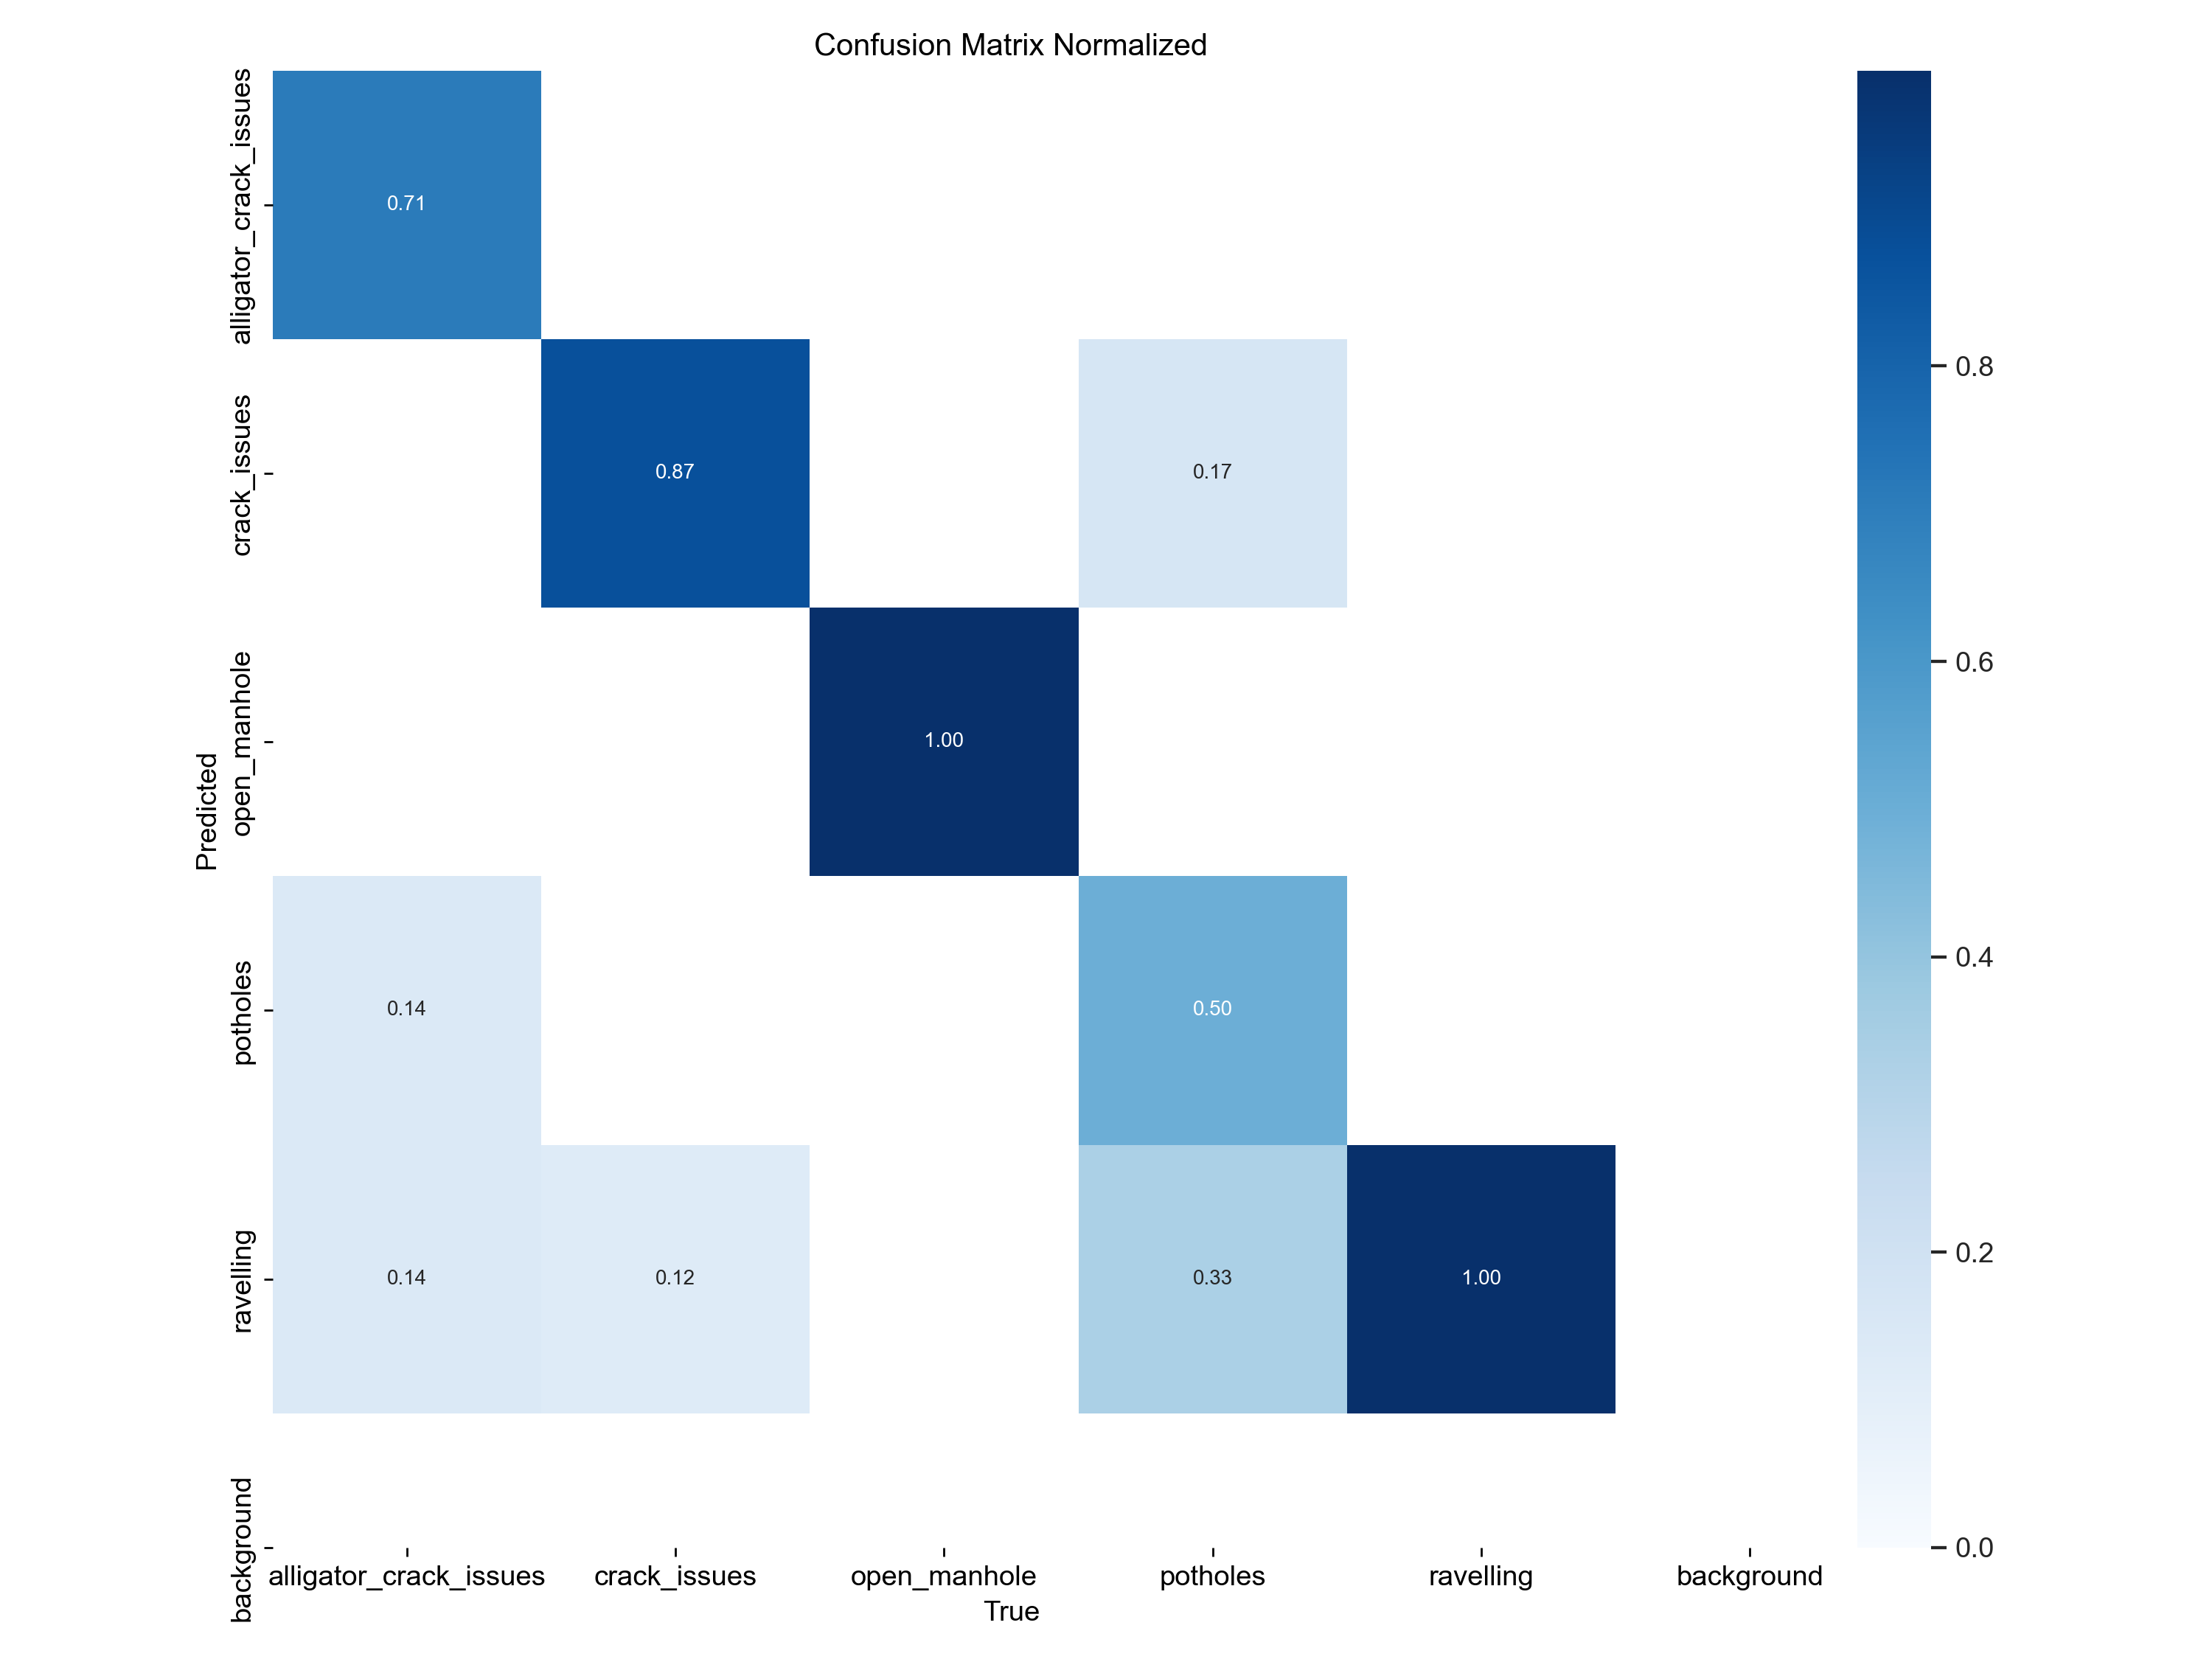 Confusion Matrix Normalized
alligator_crack_issues
0.71
crack_issues
0.87
0.17
0.8
open_manhole
1.00
0.6
Predicted
potholes
0.14
0.50
0.4
ravelling
0.14
0.12
0.33
1.00
0.2
background
0.0
alligator_crack_issues
crack_issues
open_manhole
potholes
ravelling
background
True